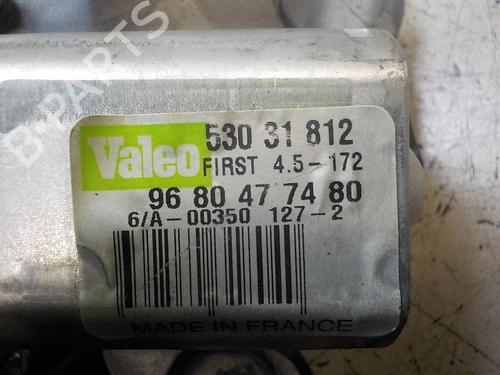 B-PARTS
Valeo
530 31 812
FIRST 4.5-172
96 80 47 74 80
6/A-00350 127-2
MADE IN FRANCE